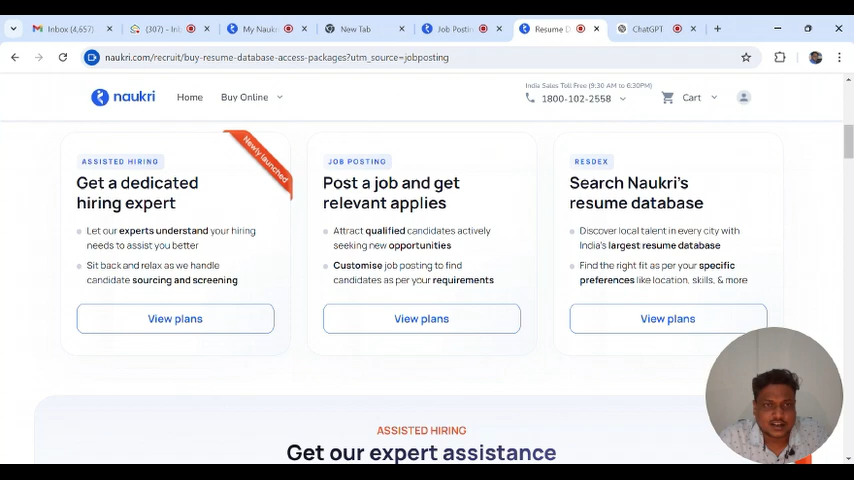 Inbox (4,657)
(307) - Inb
My Naukr
New Tab
Job Postin
Resume D
ChatGPT
naukri.com/recruit/buy-resume-database-access-packages?utm_source=jobposting
naukri
Home
Buy Online
India Sales Toll Free (9:30 AM to 6:30PM)
1800-102-2558
Cart
ASSISTED HIRING
Newly launched
Get a dedicated
hiring expert
Let our experts understand your hiring
needs to assist you better
Sit back and relax as we handle
candidate sourcing and screening
View plans
JOB POSTING
Post a job and get
relevant applies
Attract qualified candidates actively
seeking new opportunities
Customise job posting to find
candidates as per your requirements
View plans
RESDEX
Search Naukri's
resume database
Discover local talent in every city with
India's largest resume database
Find the right fit as per your specific
preferences like location, skills, & more
View plans
ASSISTED HIRING
Get our expert assistance